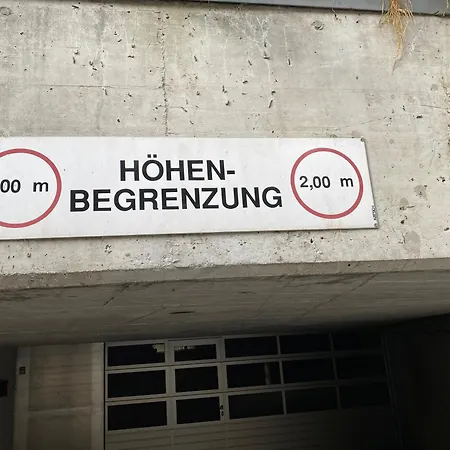 00 m
HÖHEN-
BEGRENZUNG
2,00 m